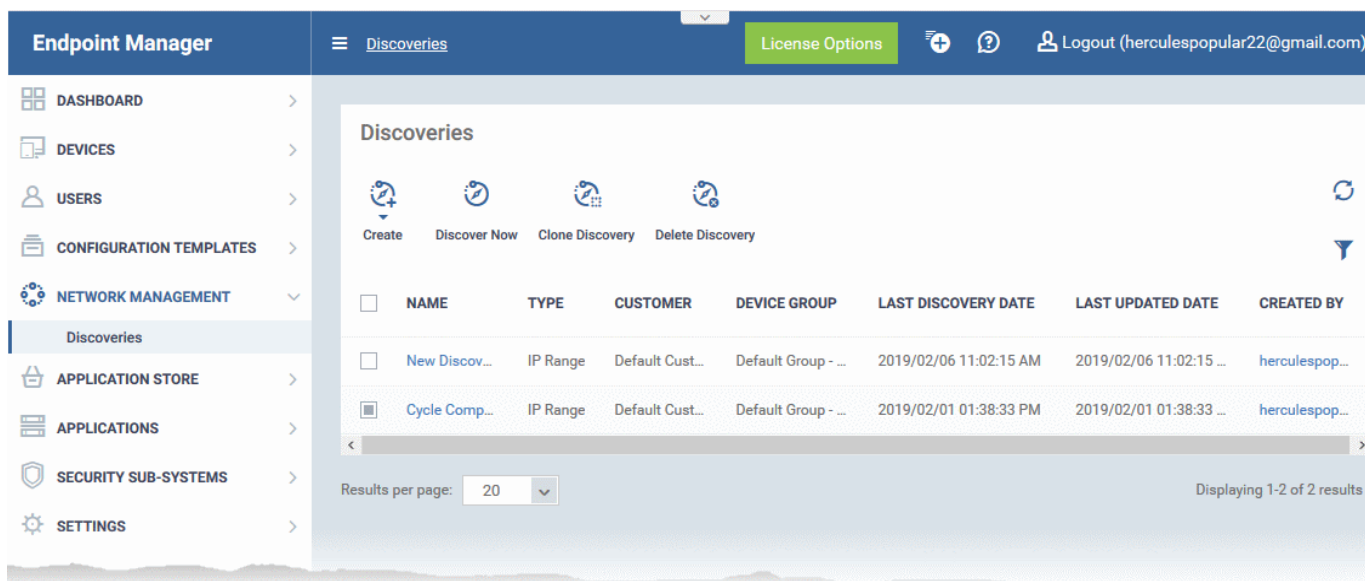 Endpoint Manager
Discoveries
License Options
Logout (herculespopular22@gmail.com)
DASHBOARD
DEVICES
USERS
CONFIGURATION TEMPLATES
NETWORK MANAGEMENT
Discoveries
APPLICATION STORE
APPLICATIONS
SECURITY SUB-SYSTEMS
SETTINGS
Discoveries
Create Discover Now Clone Discovery Delete Discovery
NAME TYPE CUSTOMER DEVICE GROUP LAST DISCOVERY DATE LAST UPDATED DATE CREATED BY
New Discov... IP Range Default Cust... Default Group - ... 2019/02/06 11:02:15 AM 2019/02/06 11:02:15 ... herculespop...
Cycle Comp... IP Range Default Cust... Default Group - ... 2019/02/01 01:38:33 PM 2019/02/01 01:38:33 ... herculespop...
Results per page: 20
Displaying 1-2 of 2 results